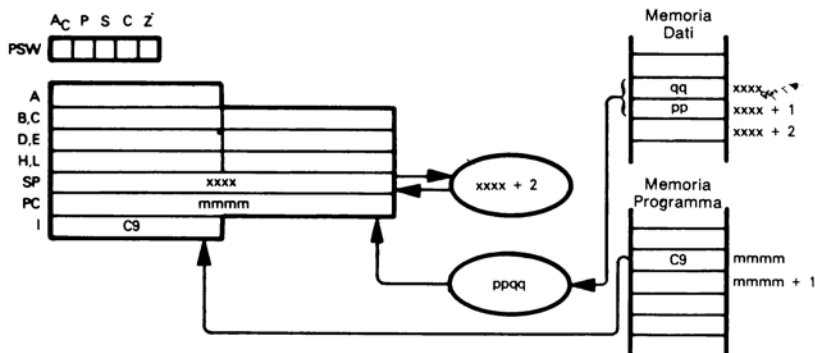 A_C P S C Z
PSW
A
B,C
D,E
H,L
SP xxxx
PC mmmm
I C9
xxxx + 2
ppqq
Memoria
Dati
qq xxxx
pp xxxx + 1
xxxx + 2
Memoria
Programma
C9 mmmm
mmmm + 1